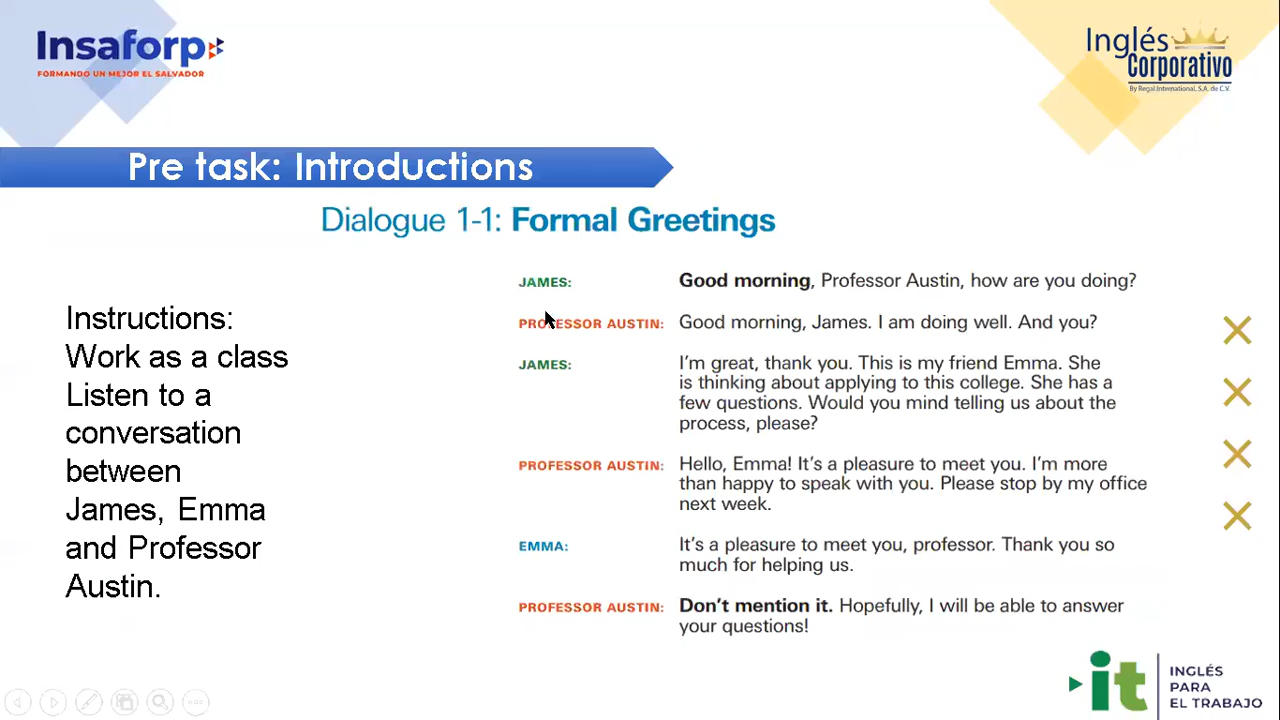 Insaforp
FORMANDO UN MEJOR EL SALVADOR
Inglés
Corporativo
By Regal International, S.A. de C.V.
Pre task: Introductions
Dialogue 1-1: Formal Greetings
Instructions:
Work as a class
Listen to a
conversation
between
James, Emma
and Professor
Austin.
JAMES: Good morning, Professor Austin, how are you doing?
PROFESSOR AUSTIN: Good morning, James. I am doing well. And you?
JAMES: I'm great, thank you. This is my friend Emma. She
is thinking about applying to this college. She has a
few questions. Would you mind telling us about the
process, please?
PROFESSOR AUSTIN: Hello, Emma! It's a pleasure to meet you. I'm more
than happy to speak with you. Please stop by my office
next week.
EMMA: It's a pleasure to meet you, professor. Thank you so
much for helping us.
PROFESSOR AUSTIN: Don't mention it. Hopefully, I will be able to answer
your questions!
it
INGLÉS
PARA
EL TRABAJO